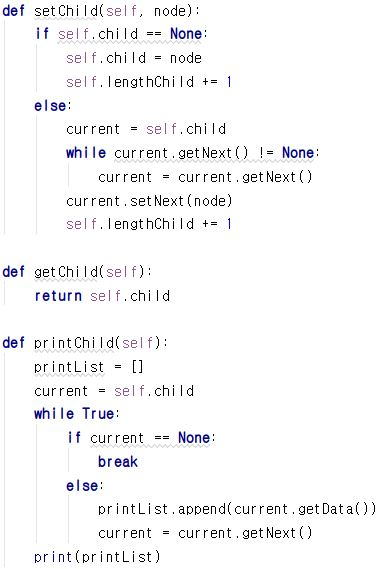 def setChild(self, node):
    if self.child == None:
        self.child = node
        self.lengthChild += 1
    else:
        current = self.child
        while current.getNext() != None:
            current = current.getNext()
        current.setNext(node)
        self.lengthChild += 1

def getChild(self):
    return self.child

def printChild(self):
    printList = []
    current = self.child
    while True:
        if current == None:
            break
        else:
            printList.append(current.getData())
            current = current.getNext()
    print(printList)